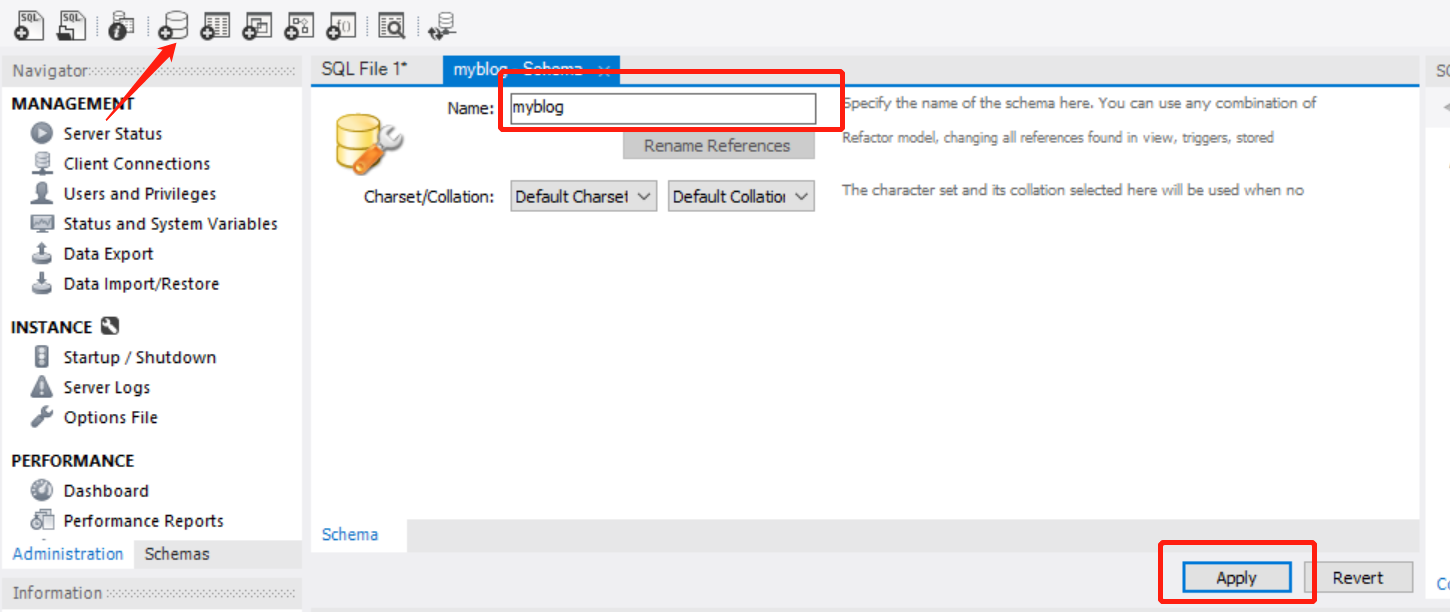 SQL
SQL
f()
Navigator
SQL File 1*
myblog - Schema
MANAGEMENT
Name: myblog
Specify the name of the schema here. You can use any combination of
Server Status
Rename References
Refactor model, changing all references found in view, triggers, stored
Client Connections
Users and Privileges
Charset/Collation: Default Charset Default Collation
The character set and its collation selected here will be used when no
Status and System Variables
Data Export
Data Import/Restore
INSTANCE
Startup / Shutdown
Server Logs
Options File
PERFORMANCE
Dashboard
Performance Reports
Schema
Administration Schemas
Apply Revert
Information